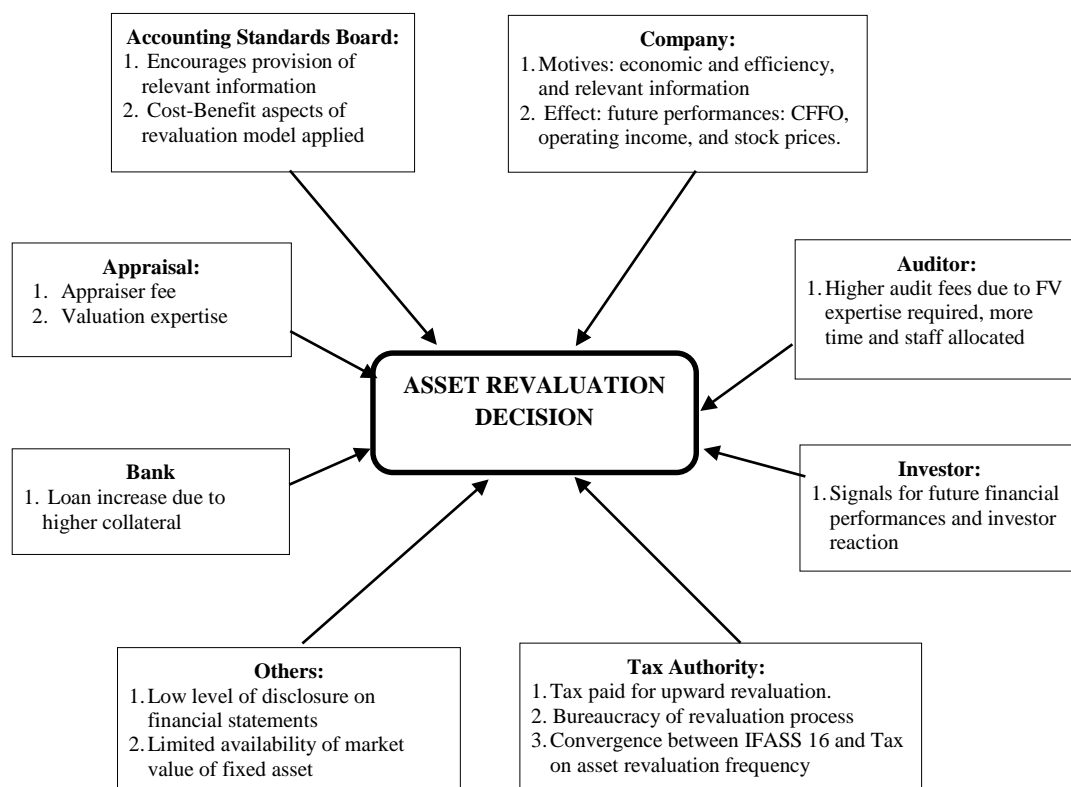 Accounting Standards Board:
1. Encourages provision of
relevant information
2. Cost-Benefit aspects of
revaluation model applied
Company:
1. Motives: economic and efficiency,
and relevant information
2. Effect: future performances: CFFO,
operating income, and stock prices.
Appraisal:
1. Appraiser fee
2. Valuation expertise
Auditor:
1. Higher audit fees due to FV
expertise required, more
time and staff allocated
ASSET REVALUATION
DECISION
Bank
1. Loan increase due to
higher collateral
Investor:
1. Signals for future financial
performances and investor
reaction
Others:
1. Low level of disclosure on
financial statements
2. Limited availability of market
value of fixed asset
Tax Authority:
1. Tax paid for upward revaluation.
2. Bureaucracy of revaluation process
3. Convergence between IFASS 16 and Tax
on asset revaluation frequency